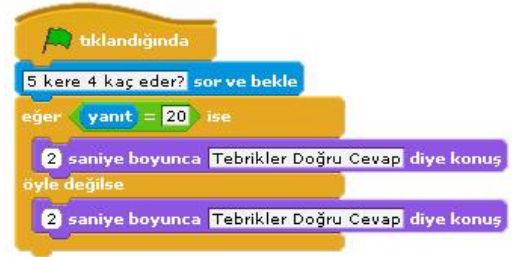 tıklandığında
5 kere 4 kaç eder? sor ve bekle
eğer yanıt = 20 ise
2 saniye boyunca Tebrikler Doğru Cevap diye konuş
öyle değilse
2 saniye boyunca Tebrikler Doğru Cevap diye konuş